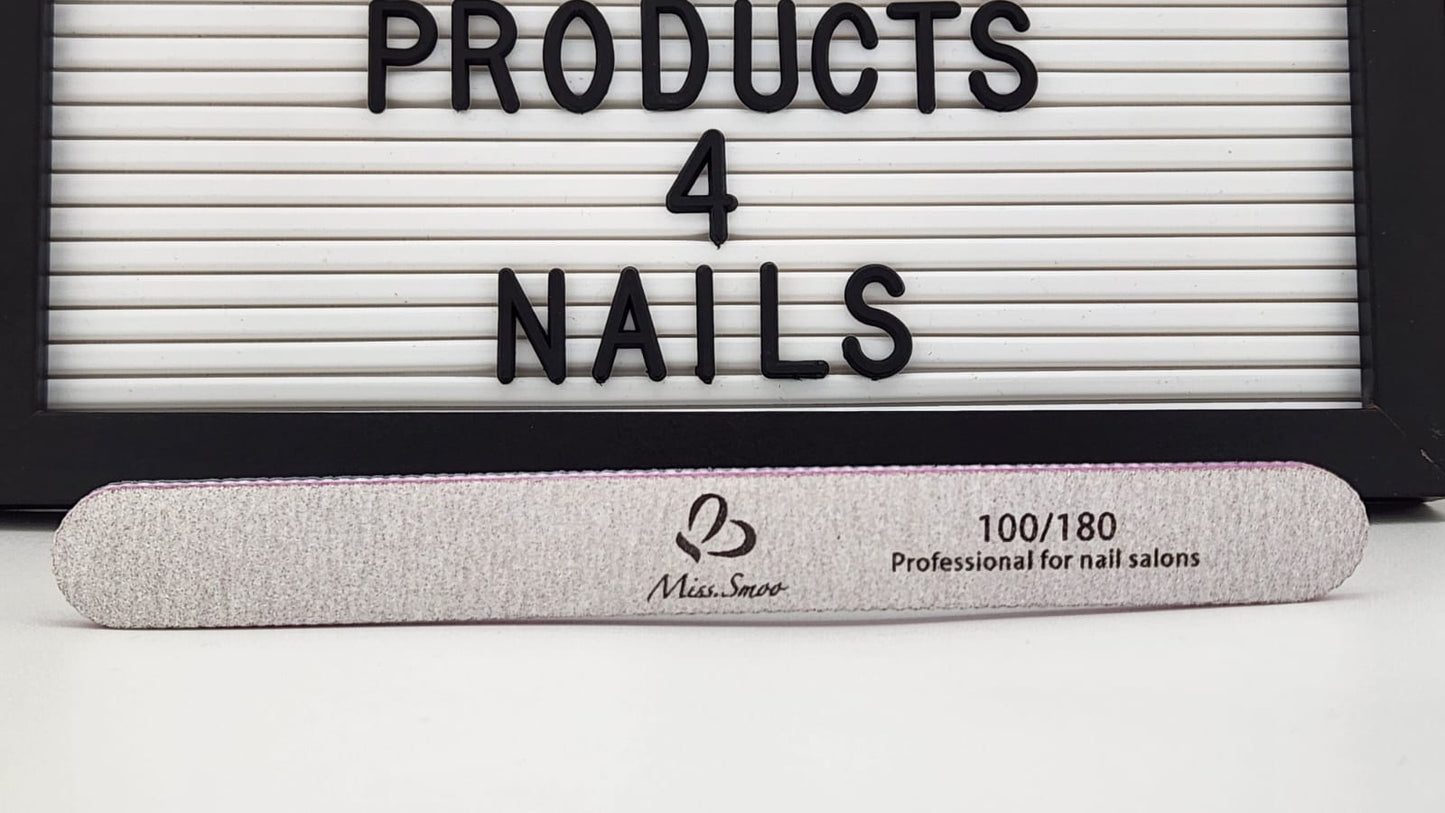 PRODUCTS
4
NAILS
100/180
Professional for nail salons
Miss.Smoo